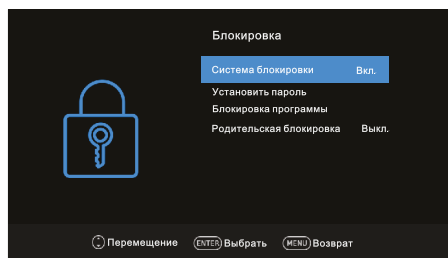 Блокировка
Система блокировки Вкл.
Установить пароль
Блокировка программы
Родительская блокировка Выкл.
Перемещение ENTER Выбрать MENU Возврат